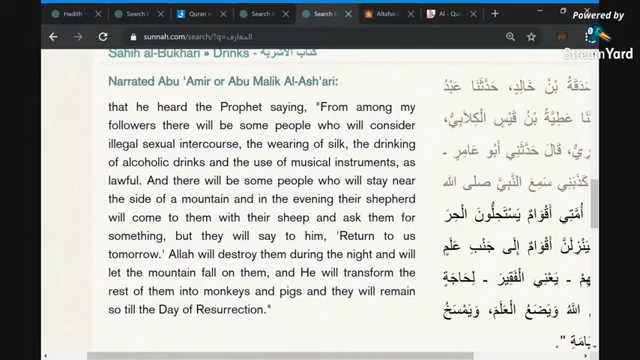 Hadith
Search H
Quran w
Search H
Search H
Altafsir.c
Al - Qur
Powered by
sunnah.com/search/?q=المعازف
StreamYard
Sahih al-Bukhari » Drinks - كتاب الأشربة
Narrated Abu 'Amir or Abu Malik Al-Ash'ari:
that he heard the Prophet saying, "From among my
followers there will be some people who will consider
illegal sexual intercourse, the wearing of silk, the drinking
of alcoholic drinks and the use of musical instruments, as
lawful. And there will be some people who will stay near
the side of a mountain and in the evening their shepherd
will come to them with their sheep and ask them for
something, but they will say to him, 'Return to us
tomorrow.' Allah will destroy them during the night and will
let the mountain fall on them, and He will transform the
rest of them into monkeys and pigs and they will remain
so till the Day of Resurrection."
صَدَقَةُ بْنُ خَالِدٍ، حَدَّثَنَا عَبْدُ
عَطِيَّةُ بْنُ قَيْسٍ الْكِلَابِيُّ،
قَالَ حَدَّثَنِي أَبُو عَامِرٍ ـ
كَذَبَنِي سَمِعَ النَّبِيَّ صلى الله
أُمَّتِي أَقْوَامٌ يَسْتَحِلُّونَ الْحِرَ
أَقْوَامٌ إِلَى جَنْبِ عَلَمٍ
ـ يَعْنِي الْفَقِيرَ ـ لِحَاجَةٍ
اللَّهُ وَيَضَعُ الْعَلَمَ، وَيَمْسَخُ